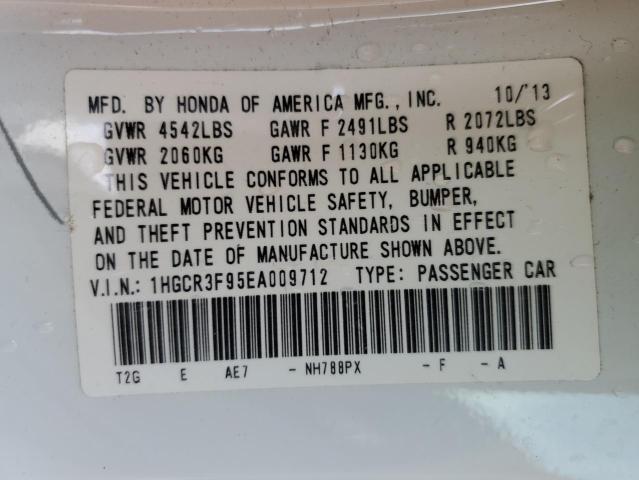 MFD. BY HONDA OF AMERICA MFG., INC. 10/'13
GVWR 4542LBS GAWR F 2491LBS R 2072LBS
GVWR 2060KG GAWR F 1130KG R 940KG
THIS VEHICLE CONFORMS TO ALL APPLICABLE
FEDERAL MOTOR VEHICLE SAFETY, BUMPER,
AND THEFT PREVENTION STANDARDS IN EFFECT
ON THE DATE OF MANUFACTURE SHOWN ABOVE.
V.I.N.: 1HGCR3F95EA009712 TYPE: PASSENGER CAR
T2G E AE7 - NH788PX - F - A